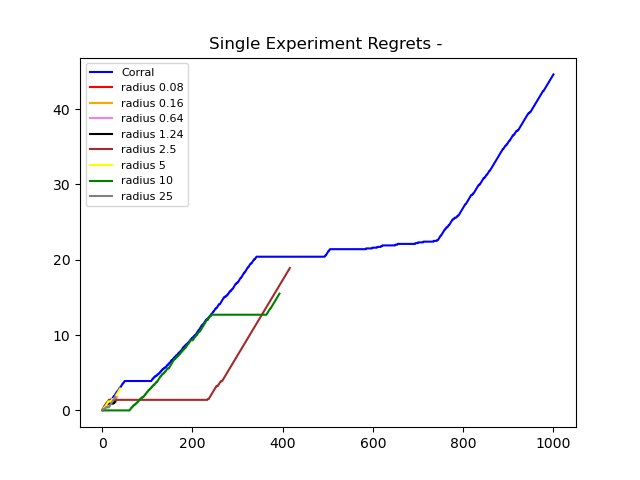 Single Experiment Regrets -
Corral
radius 0.08
radius 0.16
radius 0.64
radius 1.24
radius 2.5
radius 5
radius 10
radius 25
40
30
20
10
0
0
200
400
600
800
1000